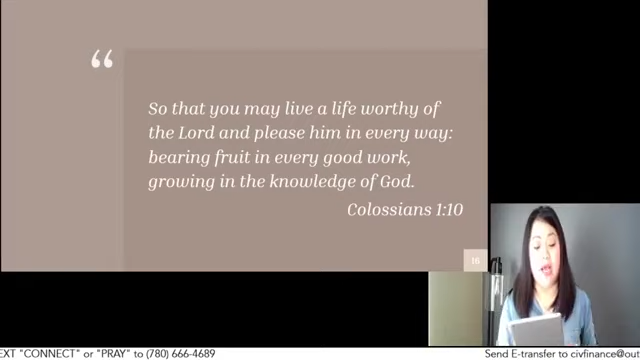 “
So that you may live a life worthy of
the Lord and please him in every way:
bearing fruit in every good work,
growing in the knowledge of God.
Colossians 1:10
16
EXT "CONNECT" or "PRAY" to (780) 666-4689
Send E-transfer to civfinance@out